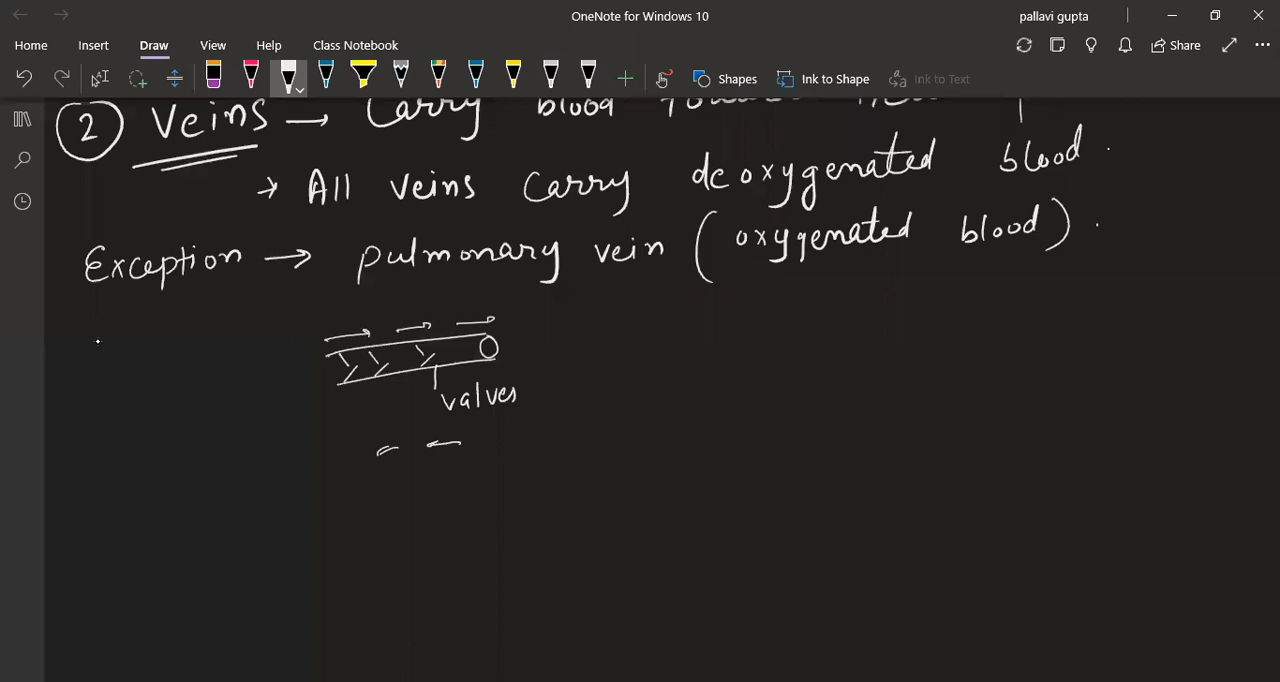 OneNote for Windows 10
pallavi gupta
Home Insert Draw View Help Class Notebook
Share
Shapes Ink to Shape Ink to Text
2 Veins → Carry blood
→ All veins carry deoxygenated blood.
Exception → pulmonary vein (oxygenated blood).
valves